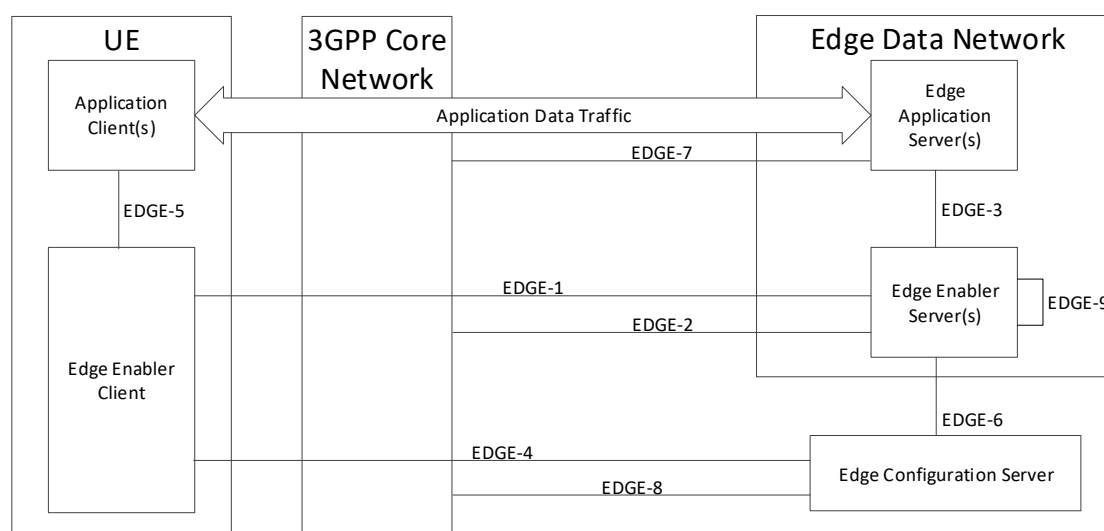 UE
3GPP Core
Network
Edge Data Network
Application
Client(s)
Application Data Traffic
Edge
Application
Server(s)
EDGE-7
EDGE-5
EDGE-3
EDGE-1
Edge Enabler
Server(s)
EDGE-9
EDGE-2
Edge Enabler
Client
EDGE-6
EDGE-4
Edge Configuration Server
EDGE-8